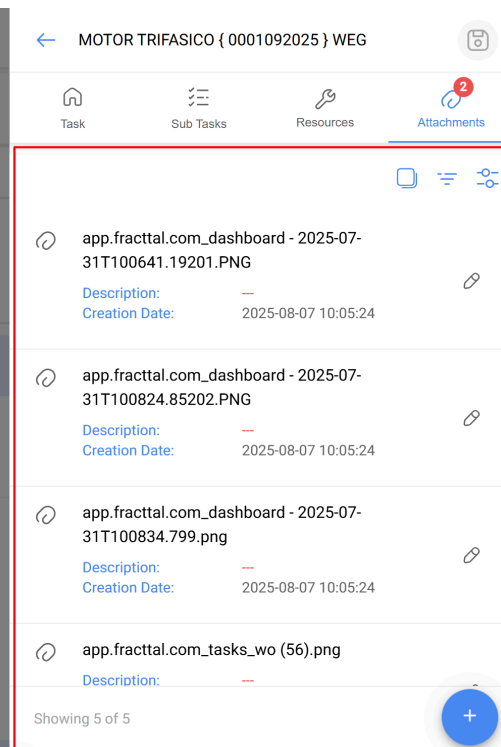 MOTOR TRIFASICO { 0001092025 } WEG
2
Task
Sub Tasks
Resources
Attachments
app.fracttal.com_dashboard - 2025-07-
31T100641.19201.PNG
Description: ---
Creation Date: 2025-08-07 10:05:24
app.fracttal.com_dashboard - 2025-07-
31T100824.85202.PNG
Description: ---
Creation Date: 2025-08-07 10:05:24
app.fracttal.com_dashboard - 2025-07-
31T100834.799.png
Description: ---
Creation Date: 2025-08-07 10:05:24
app.fracttal.com_tasks_wo (56).png
Description: ---
Showing 5 of 5
+